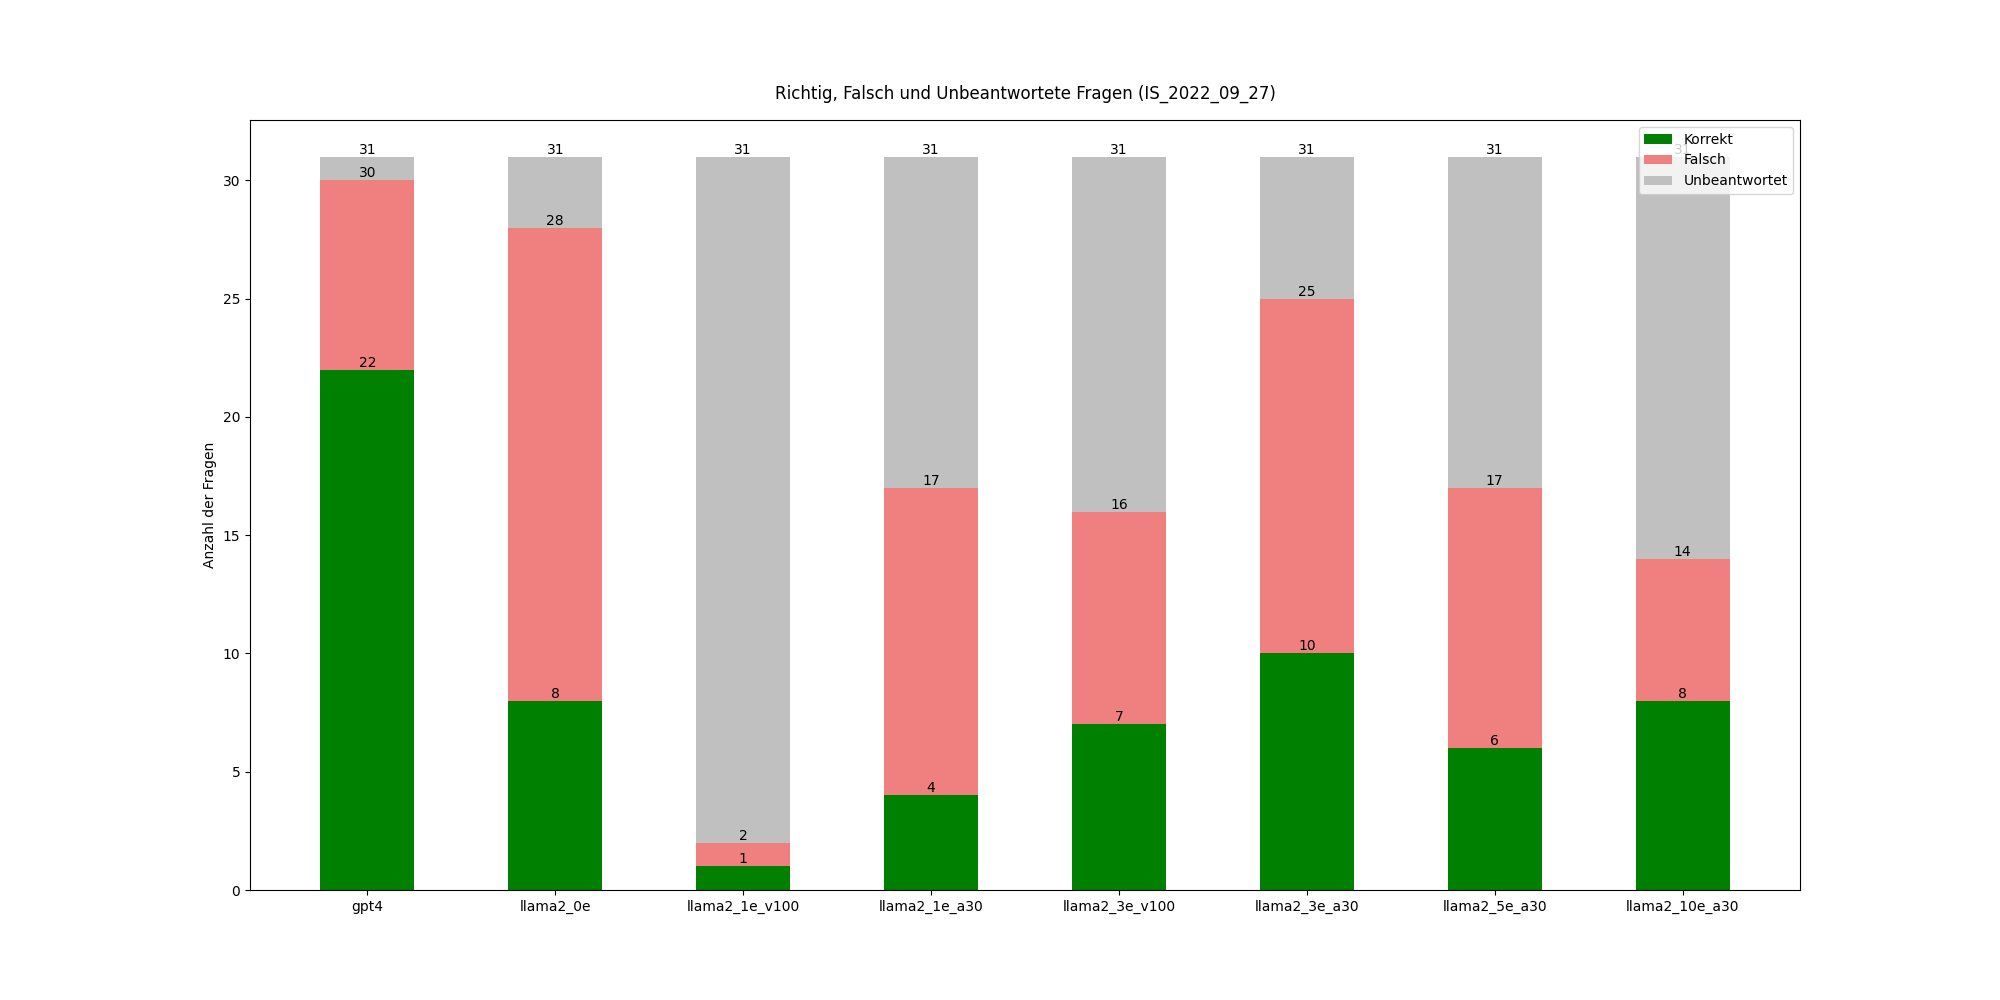 Richtig, Falsch und Unbeantwortete Fragen (IS_2022_09_27)
Korrekt
Falsch
Unbeantwortet
Anzahl der Fragen
30
25
20
15
10
5
0
31
30
22
31
28
8
31
2
1
31
17
4
31
16
7
31
25
10
31
17
6
31
14
8
gpt4
llama2_0e
llama2_1e_v100
llama2_1e_a30
llama2_3e_v100
llama2_3e_a30
llama2_5e_a30
llama2_10e_a30